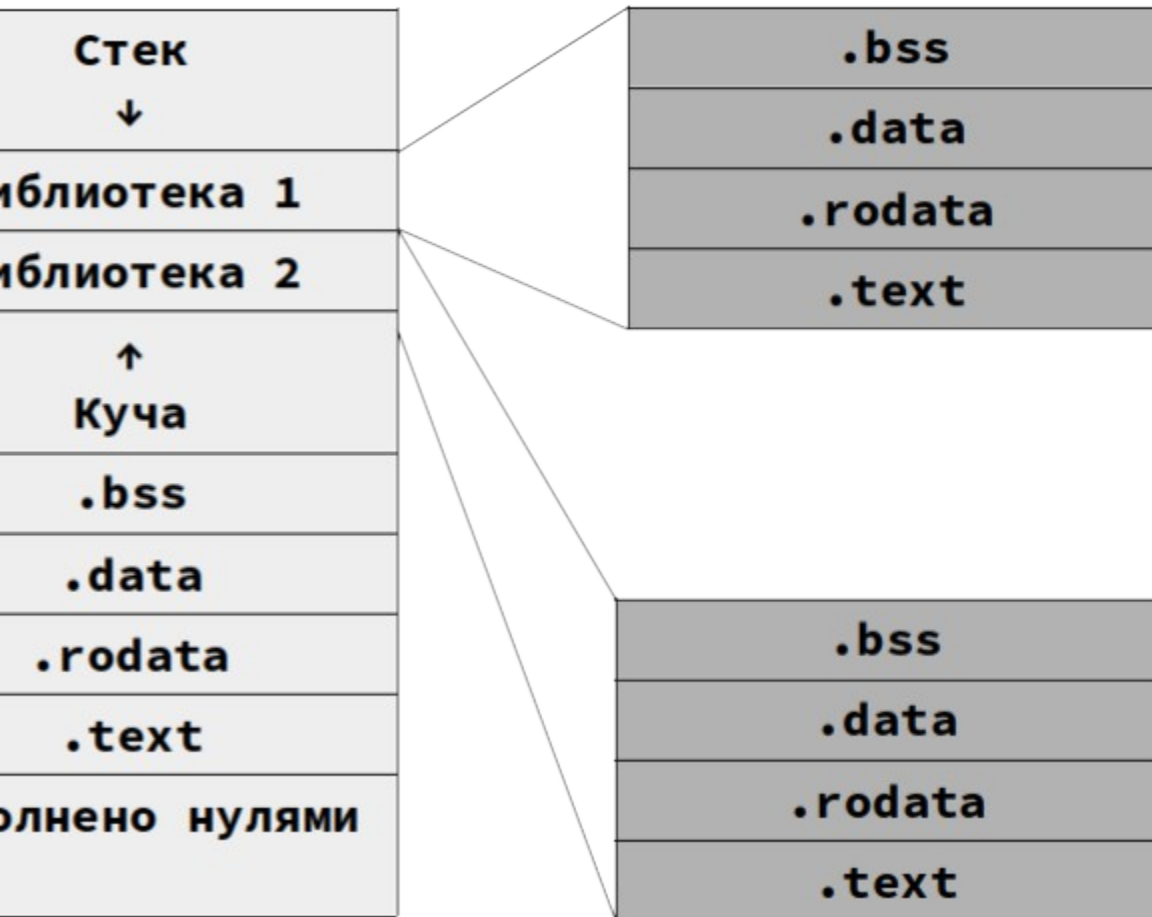 Стек
↓
иблиотека 1
иблиотека 2
↑
Куча
.bss
.data
.rodata
.text
олнено нулями
.bss
.data
.rodata
.text
.bss
.data
.rodata
.text